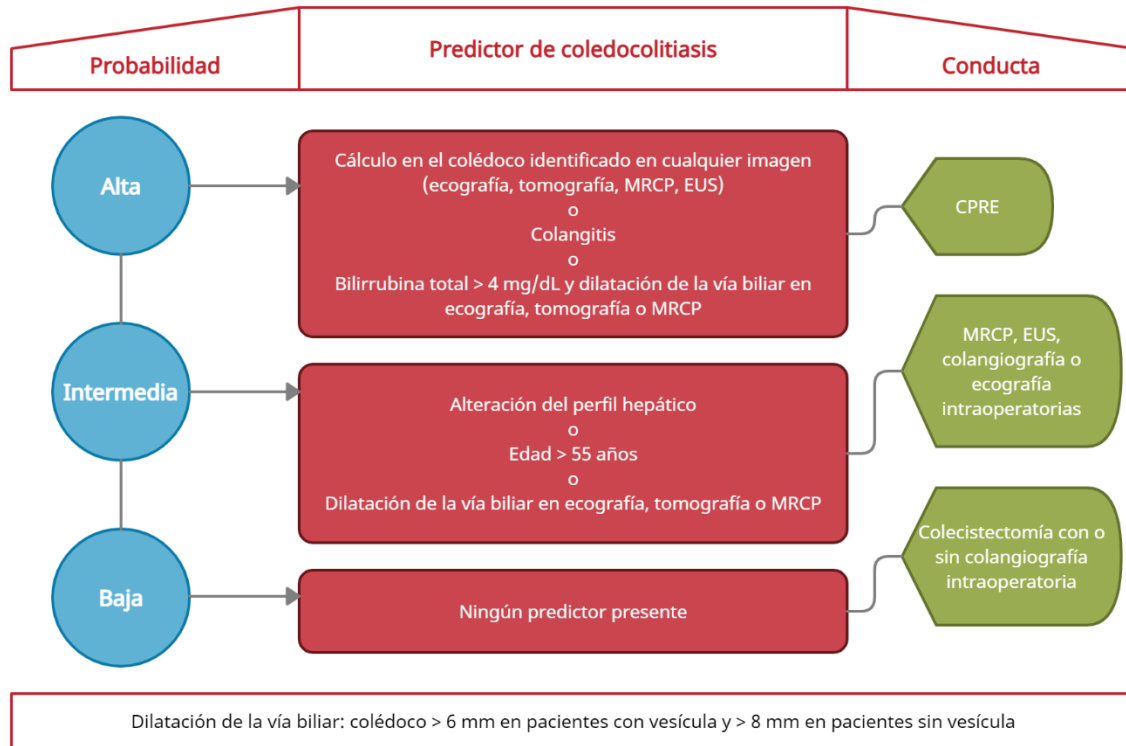 Probabilidad
Predictor de coledocolitiasis
Conducta
Alta
Cálculo en el colédoco identificado en cualquier imagen
(ecografía, tomografía, MRCP, EUS)
o
Colangitis
o
Bilirrubina total > 4 mg/dL y dilatación de la vía biliar en
ecografía, tomografía o MRCP
CPRE
Intermedia
Alteración del perfil hepático
o
Edad > 55 años
o
Dilatación de la vía biliar en ecografía, tomografía o MRCP
MRCP, EUS,
colangiografía o
ecografía
intraoperatorias
Baja
Ningún predictor presente
Colecistectomía con o
sin colangiografía
intraoperatoria
Dilatación de la vía biliar: colédoco > 6 mm en pacientes con vesícula y > 8 mm en pacientes sin vesícula